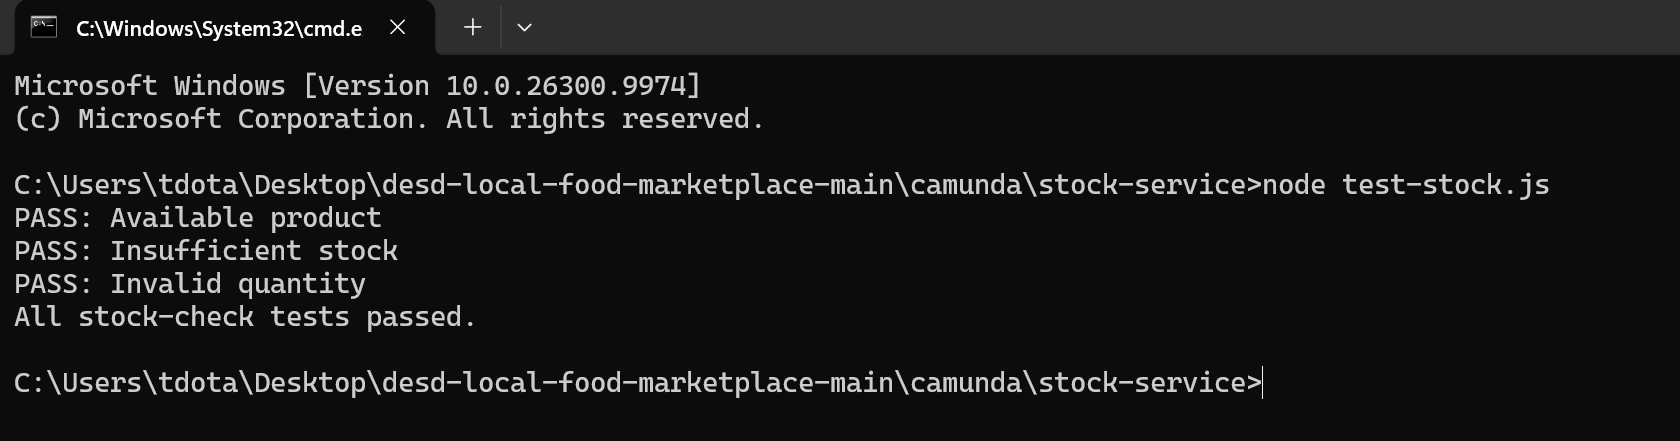 C:\Windows\System32\cmd.e
Microsoft Windows [Version 10.0.26300.9974]
(c) Microsoft Corporation. All rights reserved.
C:\Users\tdota\Desktop\desd-local-food-marketplace-main\camunda\stock-service>node test-stock.js
PASS: Available product
PASS: Insufficient stock
PASS: Invalid quantity
All stock-check tests passed.
C:\Users\tdota\Desktop\desd-local-food-marketplace-main\camunda\stock-service>